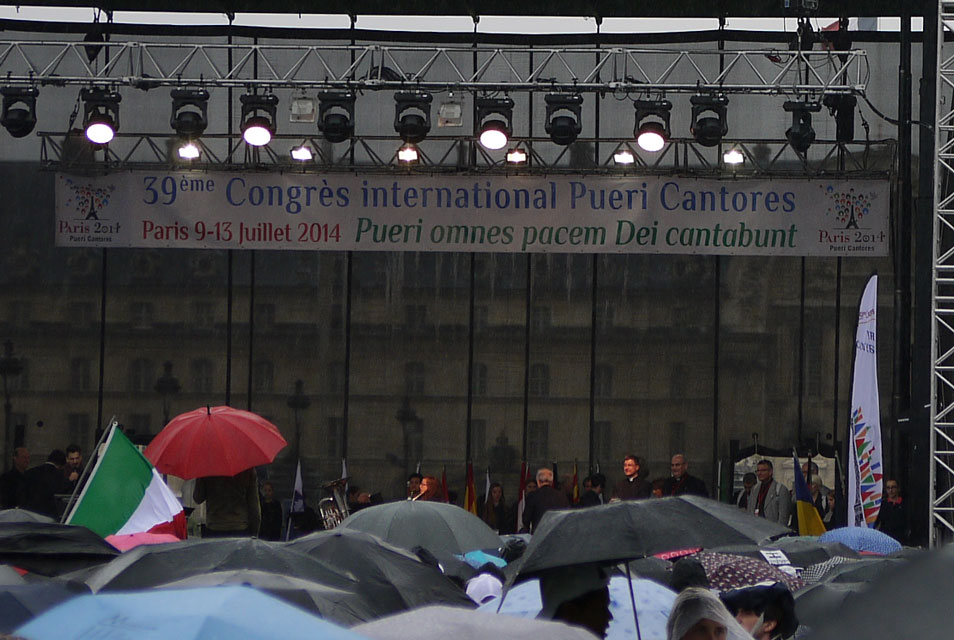 39ème Congrès international Pueri Cantores
Paris 9-13 Juillet 2014 Pueri omnes pacem Dei cantabunt
Paris 2014
Pueri Cantores
Paris 2014
Pueri Cantores